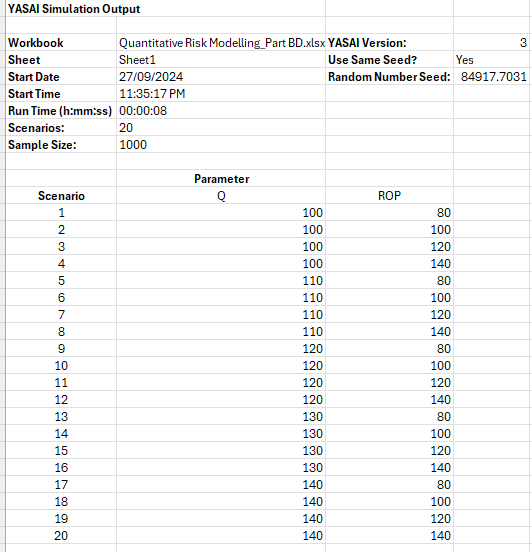 YASAI Simulation Output
Workbook Quantitative Risk Modelling_Part BD.xlsx YASAI Version: 3
Sheet Sheet1 Use Same Seed? Yes
Start Date 27/09/2024 Random Number Seed: 84917.7031
Start Time 11:35:17 PM
Run Time (h:mm:ss) 00:00:08
Scenarios: 20
Sample Size: 1000
Parameter
Scenario Q ROP
1 100 80
2 100 100
3 100 120
4 100 140
5 110 80
6 110 100
7 110 120
8 110 140
9 120 80
10 120 100
11 120 120
12 120 140
13 130 80
14 130 100
15 130 120
16 130 140
17 140 80
18 140 100
19 140 120
20 140 140